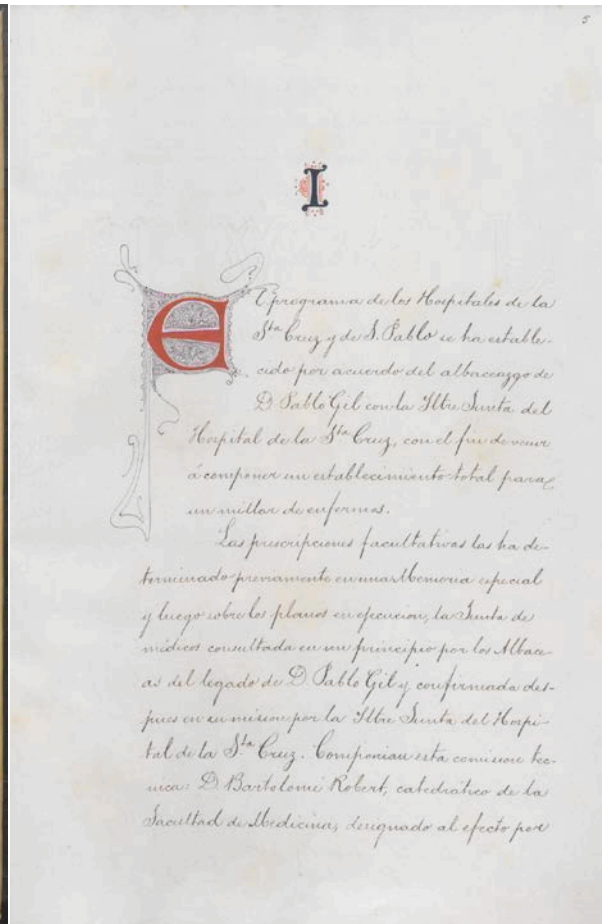 5
I
El programa de los Hospitales de la
Sta Cruz y de S. Pablo se ha estable-
cido por acuerdo del albaceazgo de
D. Pablo Gil con la Iltre Junta del
Hospital de la Sta Cruz, con el fin de venir
á componer un establecimiento total para
un millar de enfermos.
Las prescripciones facultativas las ha de-
terminado previamente en una Memoria especial
y luego sobre los planos en ejecucion, la Junta de
médicos consultada en un principio por los Albace-
as del legado de D. Pablo Gil y confirmada des-
pues en su mision por la Iltre Junta del Hospi-
tal de la Sta Cruz. Componian esta comision tec-
nica: D. Bartolomé Robert, catedrático de la
Facultad de Medicina, designado al efecto por